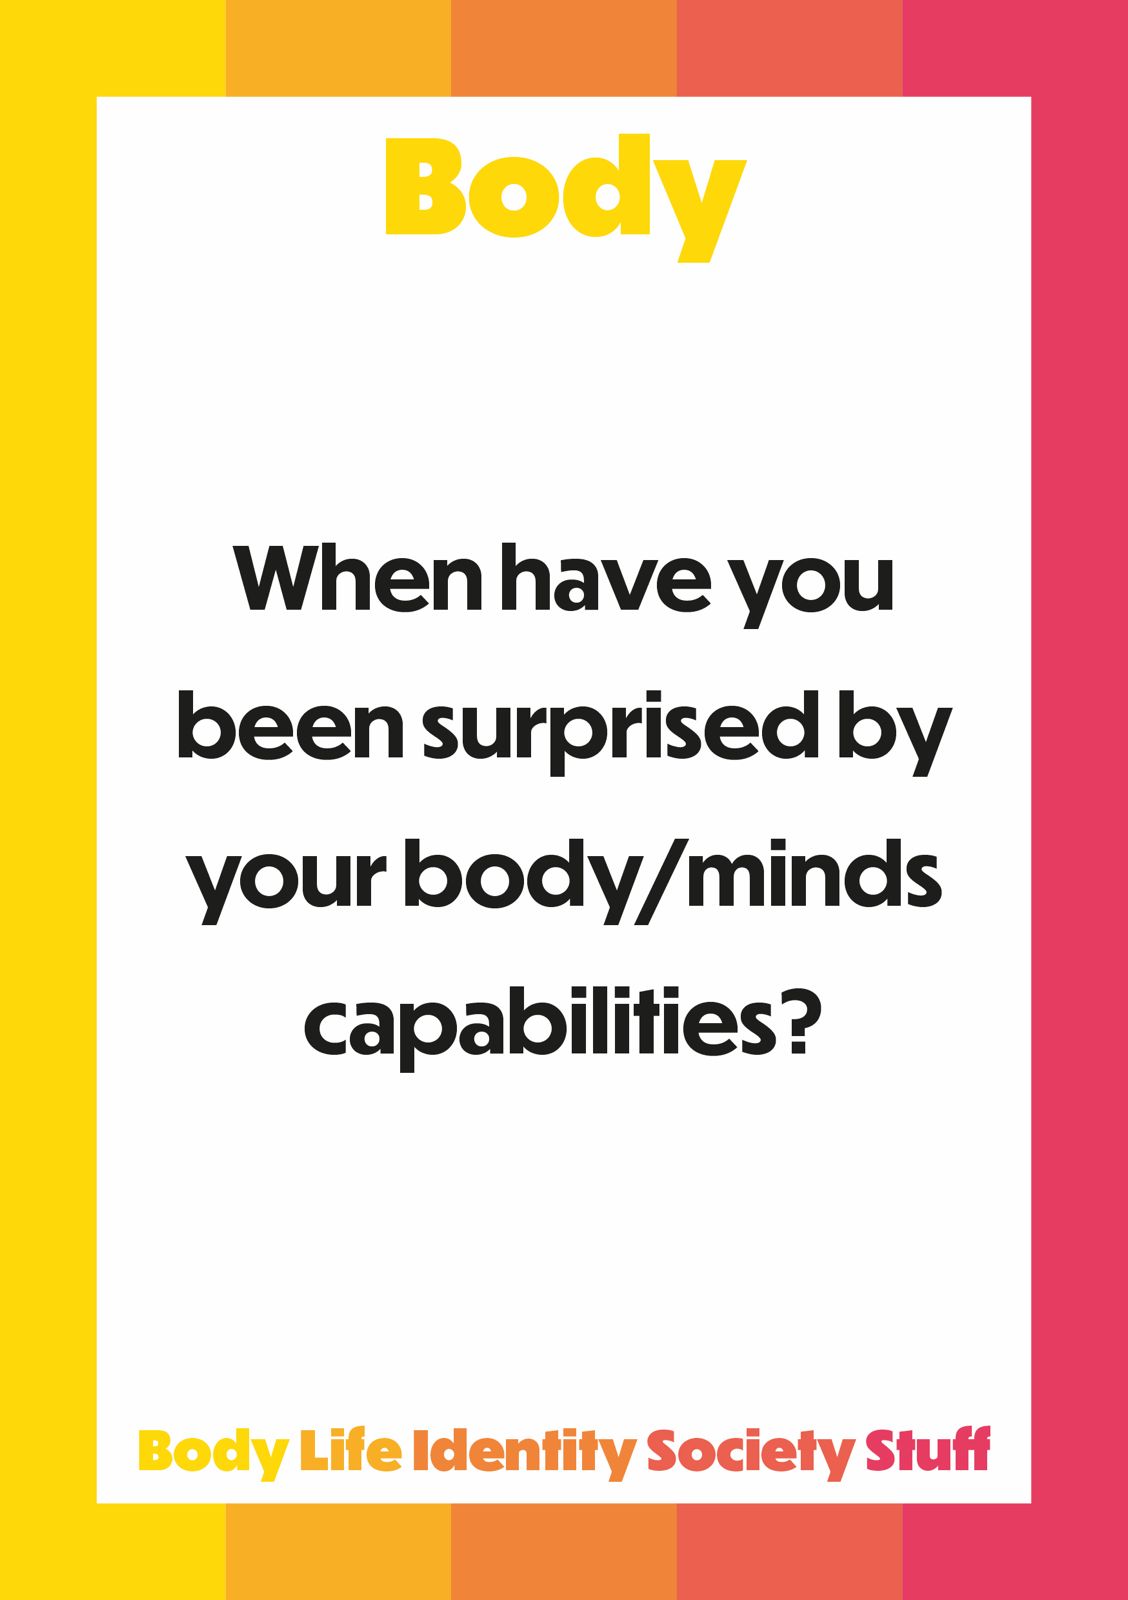 Body
When have you
been surprised by
your body/minds
capabilities?
Body Life Identity Society Stuff